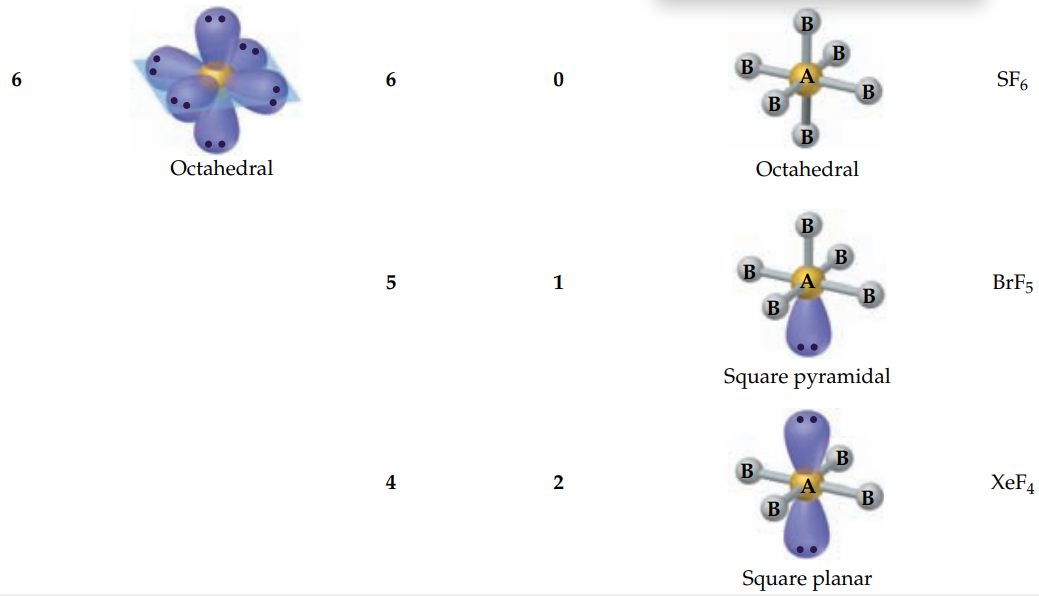 6 6 0 B B B A B B B SF6
Octahedral Octahedral
5 1 B B B A B B BrF5
Square pyramidal
4 2 B B A B B XeF4
Square planar